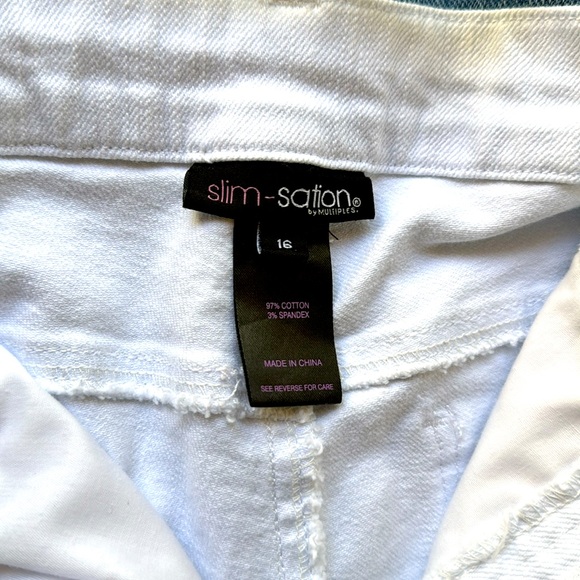 slim-sation®
by MULTIPLES.
16
97% COTTON
3% SPANDEX
MADE IN CHINA
SEE REVERSE FOR CARE